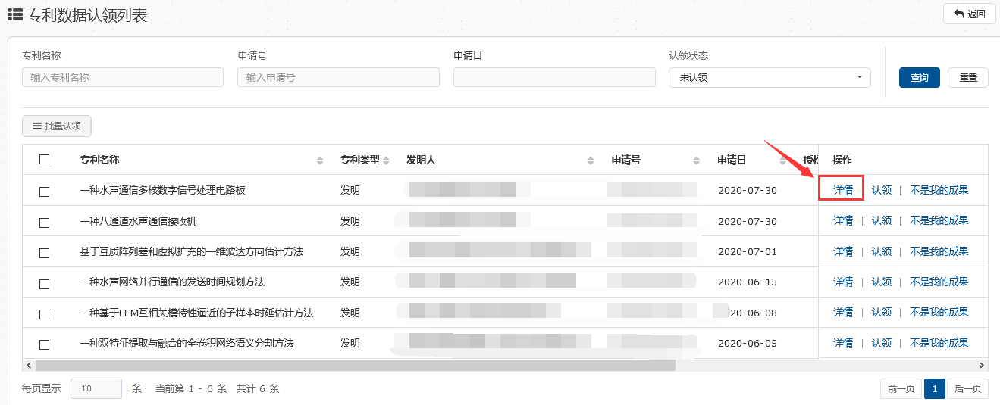 专利数据认领列表
返回
专利名称 申请号 申请日 认领状态
输入专利名称 输入申请号 未认领 查询 重置
批量认领
专利名称 专利类型 发明人 申请号 申请日 授权 操作
一种水声通信多核数字信号处理电路板 发明 2020-07-30 详情 认领 | 不是我的成果
一种八通道水声通信接收机 发明 2020-07-30 详情 | 认领 | 不是我的成果
基于互质阵列差和虚拟扩充的一维波达方向估计方法 发明 2020-07-01 详情 | 认领 | 不是我的成果
一种水声网络并行通信的发送时间规划方法 发明 2020-06-15 详情 | 认领 | 不是我的成果
一种基于LFM互相关模特性逼近的子样本时延估计方法 发明 20-06-08 详情 | 认领 | 不是我的成果
一种双特征提取与融合的全卷积网络语义分割方法 发明 2020-06-05 详情 | 认领 | 不是我的成果
每页显示 10 条 当前第 1 - 6 条 共计 6 条 前一页 1 后一页